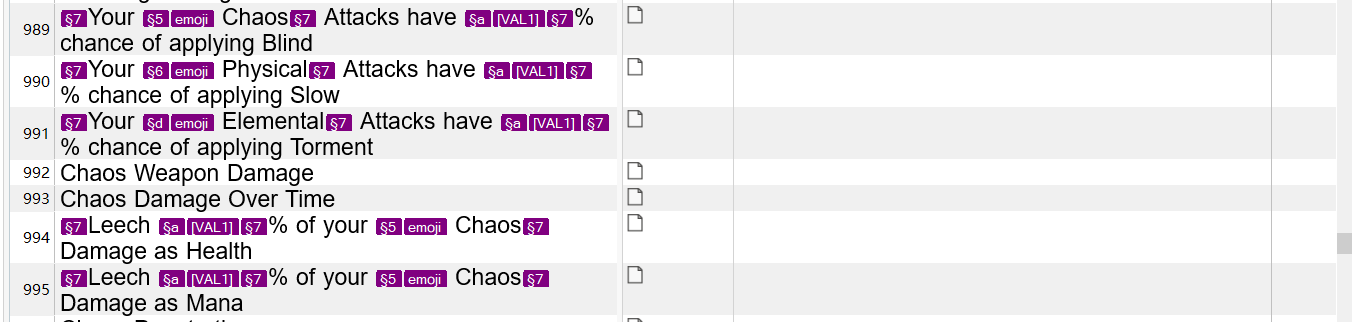 989 §7 Your §5 emoji Chaos §7 Attacks have §a [VAL1] §7 %
chance of applying Blind
990 §7 Your §6 emoji Physical §7 Attacks have §a [VAL1] §7
% chance of applying Slow
991 §7 Your §d emoji Elemental §7 Attacks have §a [VAL1] §7
% chance of applying Torment
992 Chaos Weapon Damage
993 Chaos Damage Over Time
994 §7 Leech §a [VAL1] §7 % of your §5 emoji Chaos §7
Damage as Health
995 §7 Leech §a [VAL1] §7 % of your §5 emoji Chaos §7
Damage as Mana